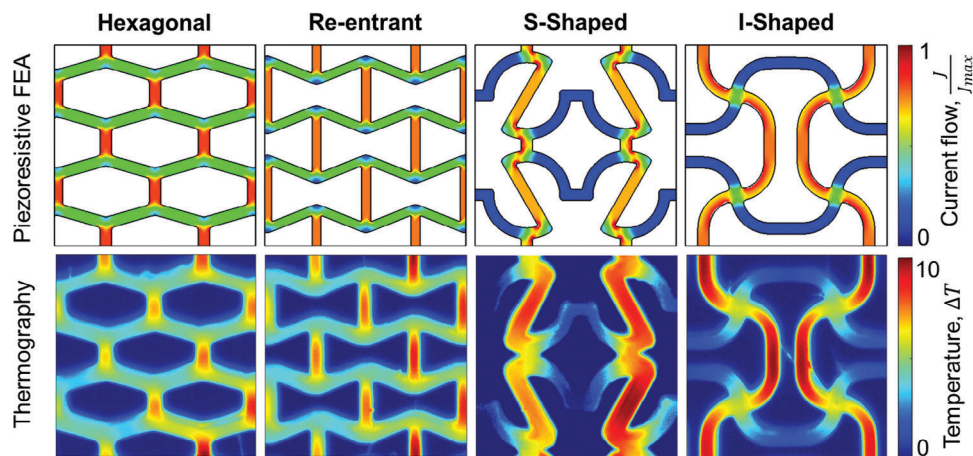 Hexagonal
Re-entrant
S-Shaped
I-Shaped
Piezoresistive FEA
1
Current flow, J/Jmax
0
Thermography
10
Temperature, ΔT
0